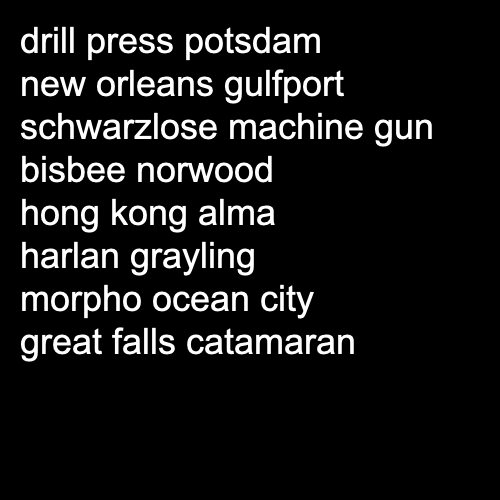 drill press potsdam
new orleans gulfport
schwarzlose machine gun
bisbee norwood
hong kong alma
harlan grayling
morpho ocean city
great falls catamaran